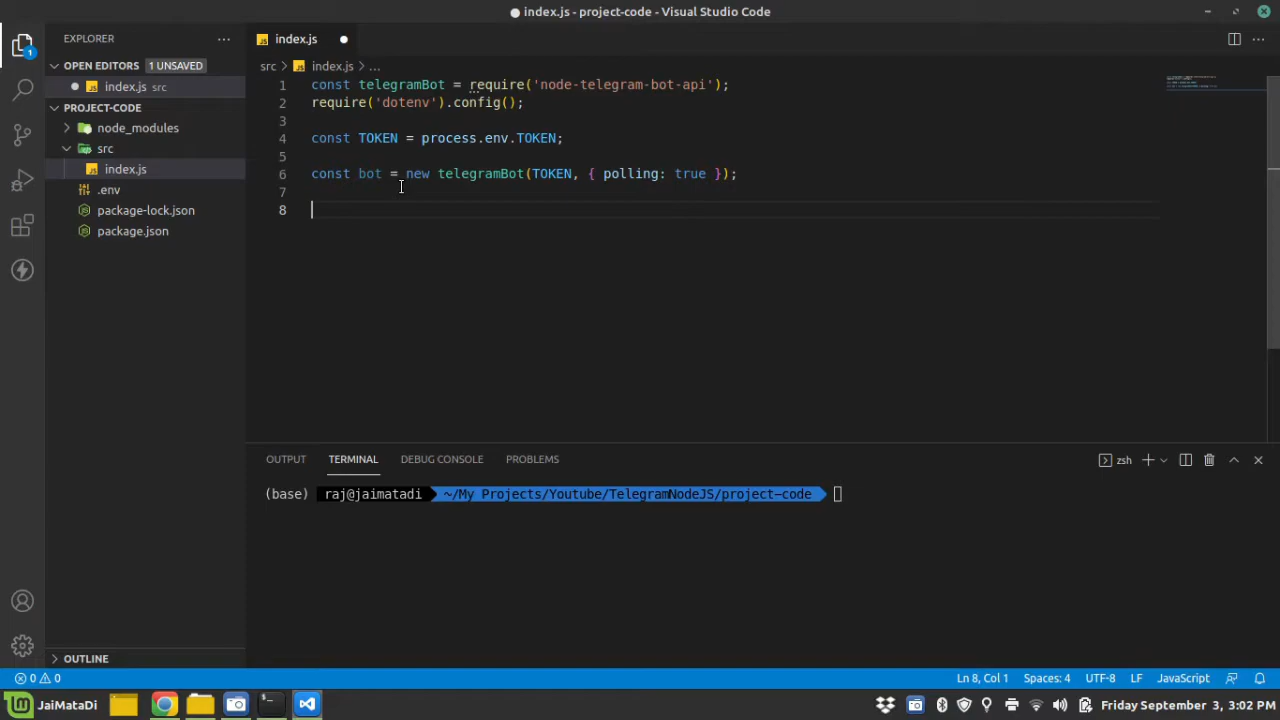 index.js - project-code - Visual Studio Code
EXPLORER
index.js
OPEN EDITORS
1 UNSAVED
index.js src
PROJECT-CODE
node_modules
src
index.js
.env
package-lock.json
package.json
OUTLINE
src > index.js > ...
1 const telegramBot = require('node-telegram-bot-api');
2 require('dotenv').config();
3
4 const TOKEN = process.env.TOKEN;
5
6 const bot = new telegramBot(TOKEN, { polling: true });
7
8
OUTPUT TERMINAL DEBUG CONSOLE PROBLEMS
zsh
(base) raj@jaimatadi ~/My Projects/Youtube/TelegramNodeJS/project-code
1
0 0
Ln 8, Col 1 Spaces: 4 UTF-8 LF JavaScript
JaiMataDi
Friday September 3, 3:02 PM